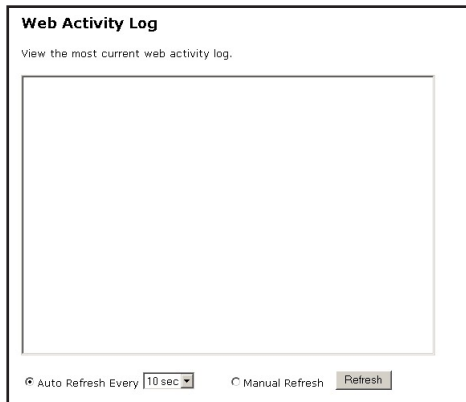 Web Activity Log
View the most current web activity log.
Auto Refresh Every 10 sec Manual Refresh Refresh